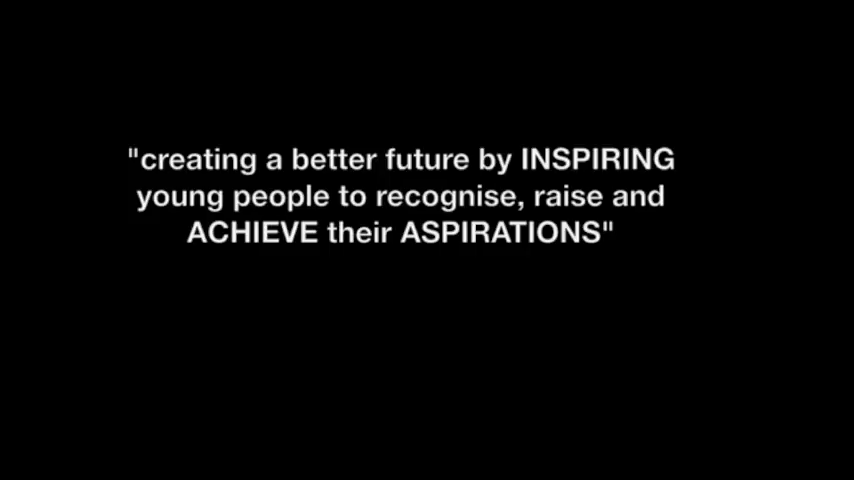 "creating a better future by INSPIRING
young people to recognise, raise and
ACHIEVE their ASPIRATIONS"